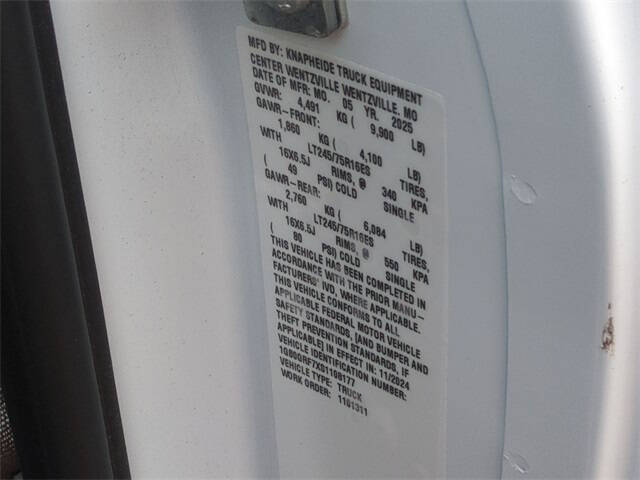 MFD BY: KNAPHEIDE TRUCK EQUIPMENT
CENTER WENTZVILLE WENTZVILLE, MO
DATE OF MFR: MO. 05 YR. 2025
GVWR: 4,491 KG ( 9,900 LB)
GAWR-FRONT:
1,860 KG ( 4,100 LB)
WITH LT245/75R16ES TIRES,
( 16X6.5J RIMS, @ 340 KPA
49 PSI) COLD SINGLE
GAWR-REAR:
2,760 KG ( 6,084 LB)
WITH LT245/75R16ES TIRES,
( 16X6.5J RIMS, @ 550 KPA
80 PSI) COLD SINGLE
THIS VEHICLE HAS BEEN COMPLETED IN
ACCORDANCE WITH THE PRIOR MANU-
FACTURERS' IVD, WHERE APPLICABLE.
THIS VEHICLE CONFORMS TO ALL
APPLICABLE FEDERAL MOTOR VEHICLE
SAFETY STANDARDS, [AND BUMPER AND
THEFT PREVENTION STANDARDS, IF
APPLICABLE] IN EFFECT IN: 11/2024
VEHICLE IDENTIFICATION NUMBER:
VEHICLE TYPE: TRUCK
WORK ORDER: 1101311